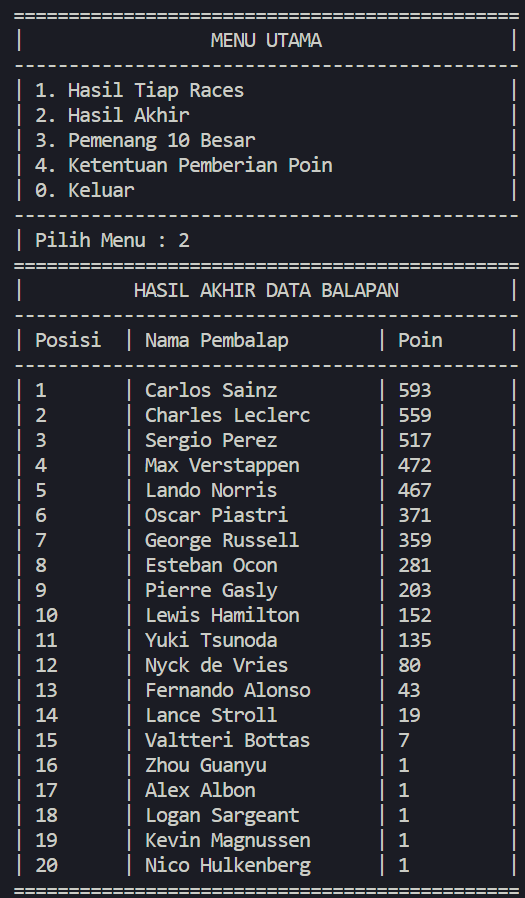 ==============================================
|                 MENU UTAMA                 |
----------------------------------------------
| 1. Hasil Tiap Races                        |
| 2. Hasil Akhir                             |
| 3. Pemenang 10 Besar                       |
| 4. Ketentuan Pemberian Poin                |
| 0. Keluar                                  |
----------------------------------------------
| Pilih Menu : 2
==============================================
|          HASIL AKHIR DATA BALAPAN          |
----------------------------------------------
| Posisi  | Nama Pembalap        | Poin      |
----------------------------------------------
| 1       | Carlos Sainz         | 593       |
| 2       | Charles Leclerc      | 559       |
| 3       | Sergio Perez         | 517       |
| 4       | Max Verstappen       | 472       |
| 5       | Lando Norris         | 467       |
| 6       | Oscar Piastri        | 371       |
| 7       | George Russell       | 359       |
| 8       | Esteban Ocon         | 281       |
| 9       | Pierre Gasly         | 203       |
| 10      | Lewis Hamilton       | 152       |
| 11      | Yuki Tsunoda         | 135       |
| 12      | Nyck de Vries        | 80        |
| 13      | Fernando Alonso      | 43        |
| 14      | Lance Stroll         | 19        |
| 15      | Valtteri Bottas      | 7         |
| 16      | Zhou Guanyu          | 1         |
| 17      | Alex Albon           | 1         |
| 18      | Logan Sargeant       | 1         |
| 19      | Kevin Magnussen      | 1         |
| 20      | Nico Hulkenberg      | 1         |
==============================================